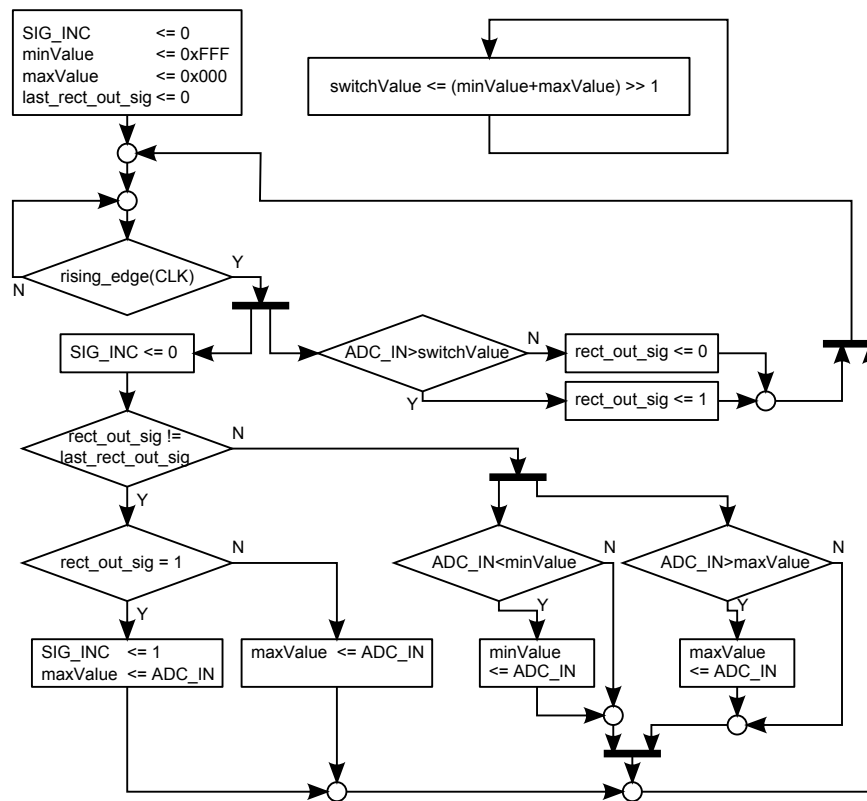 SIG_INC <= 0
minValue <= 0xFFF
maxValue <= 0x000
last_rect_out_sig <= 0
switchValue <= (minValue+maxValue) >> 1
rising_edge(CLK)
Y
N
SIG_INC <= 0
ADC_IN>switchValue
N
rect_out_sig <= 0
Y
rect_out_sig <= 1
rect_out_sig !=
last_rect_out_sig
N
Y
rect_out_sig = 1
N
Y
ADC_IN<minValue
N
Y
ADC_IN>maxValue
N
Y
SIG_INC <= 1
maxValue <= ADC_IN
maxValue <= ADC_IN
minValue
<= ADC_IN
maxValue
<= ADC_IN